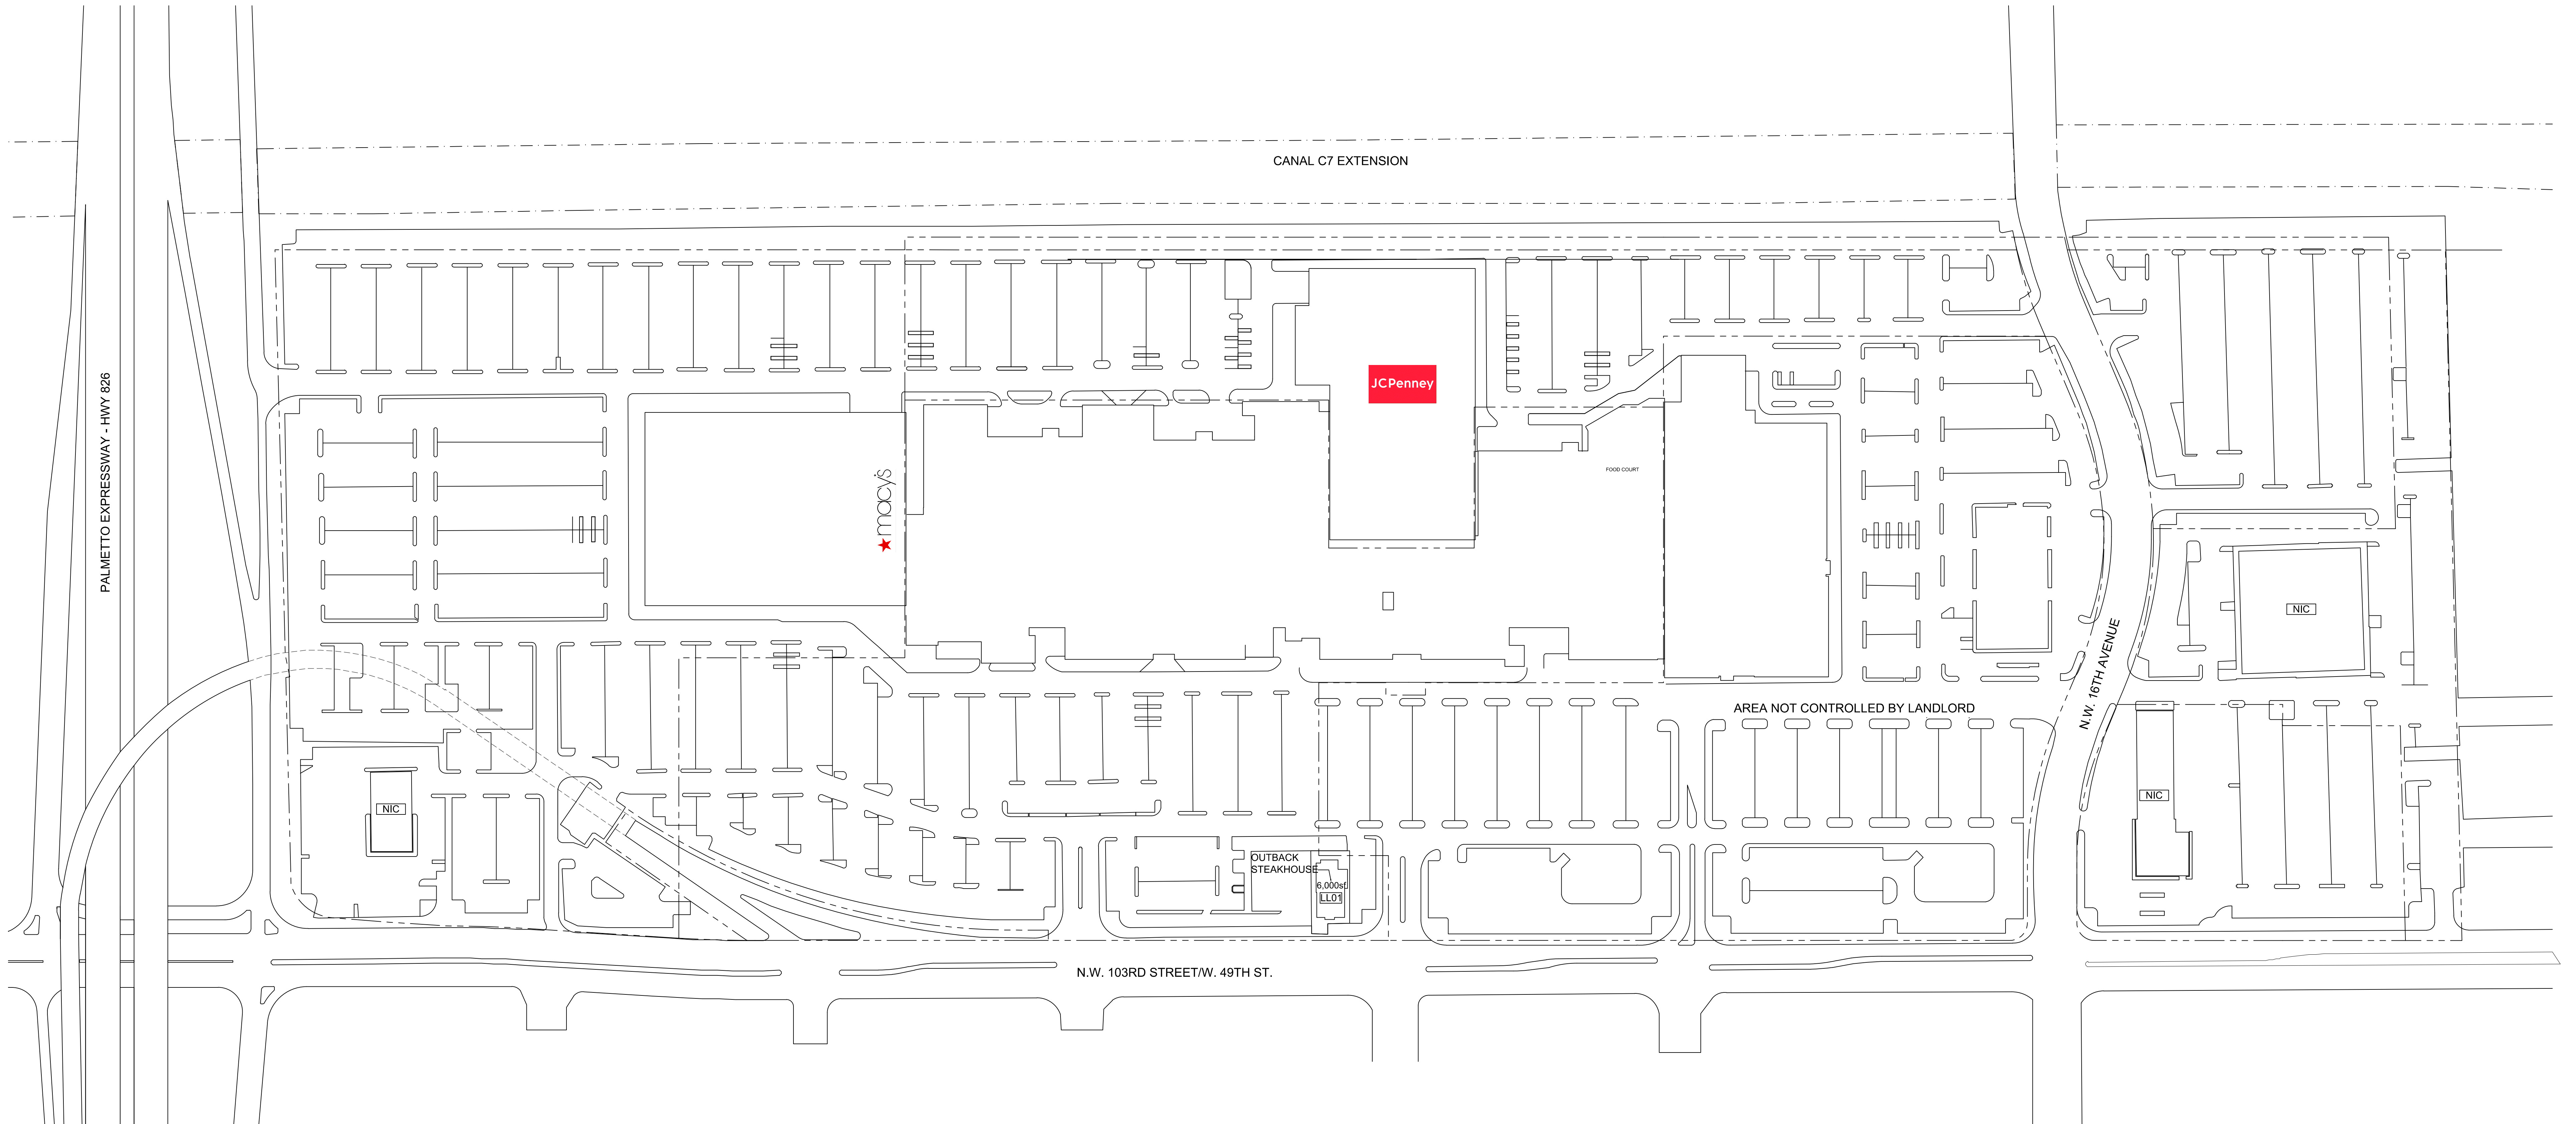 CANAL C7 EXTENSION
PALMETTO EXPRESSWAY - HWY 826
JCPenney
macy's
FOOD COURT
NIC
N.W. 16TH AVENUE
AREA NOT CONTROLLED BY LANDLORD
NIC
NIC
OUTBACK
STEAKHOUSE
6,000sf
LL01
N.W. 103RD STREET/W. 49TH ST.